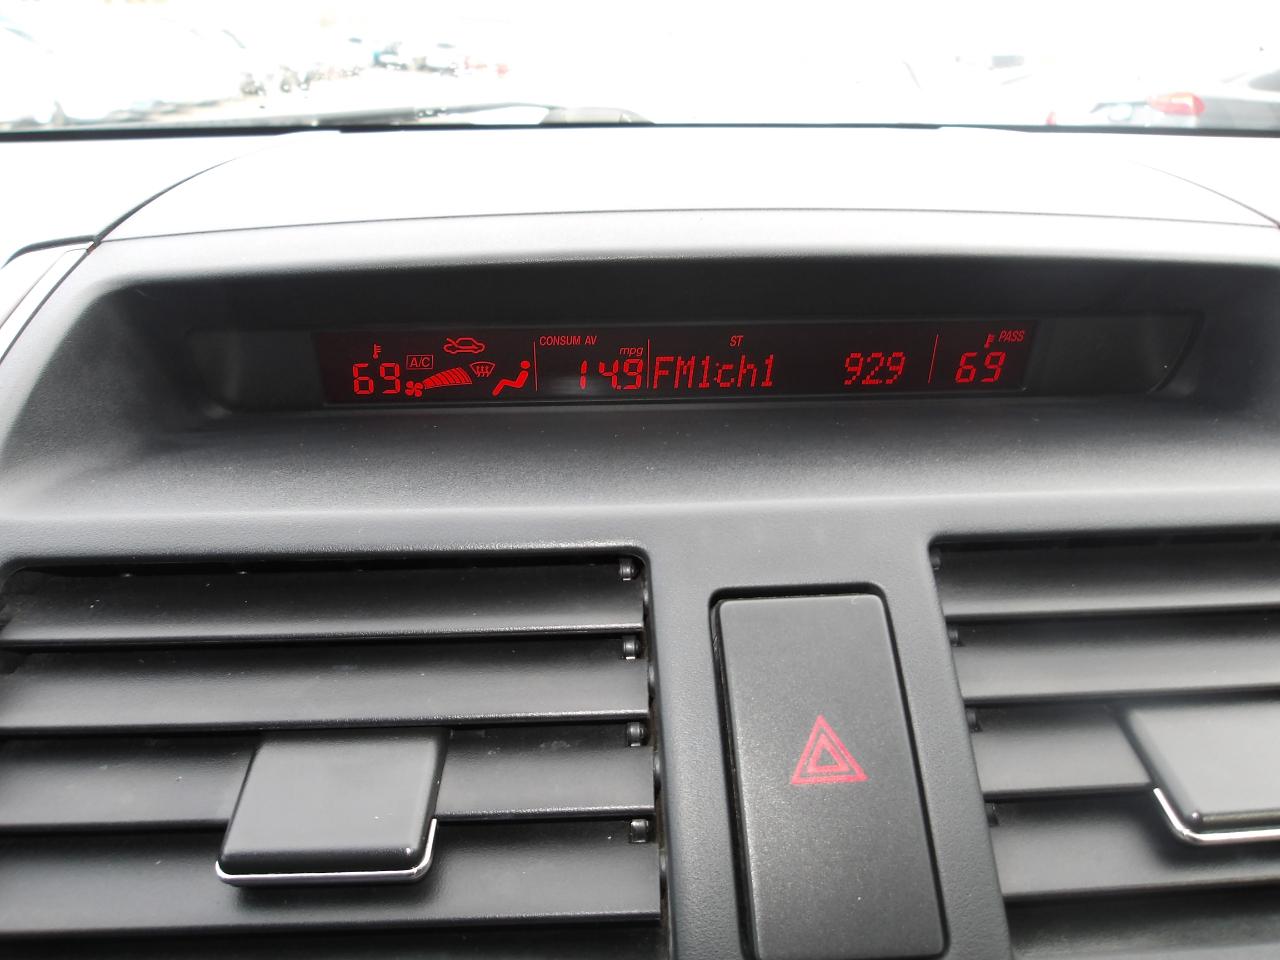 69 A/C
CONSUM AV
14.9 mpg
ST
FM1ch1 929
PASS
69